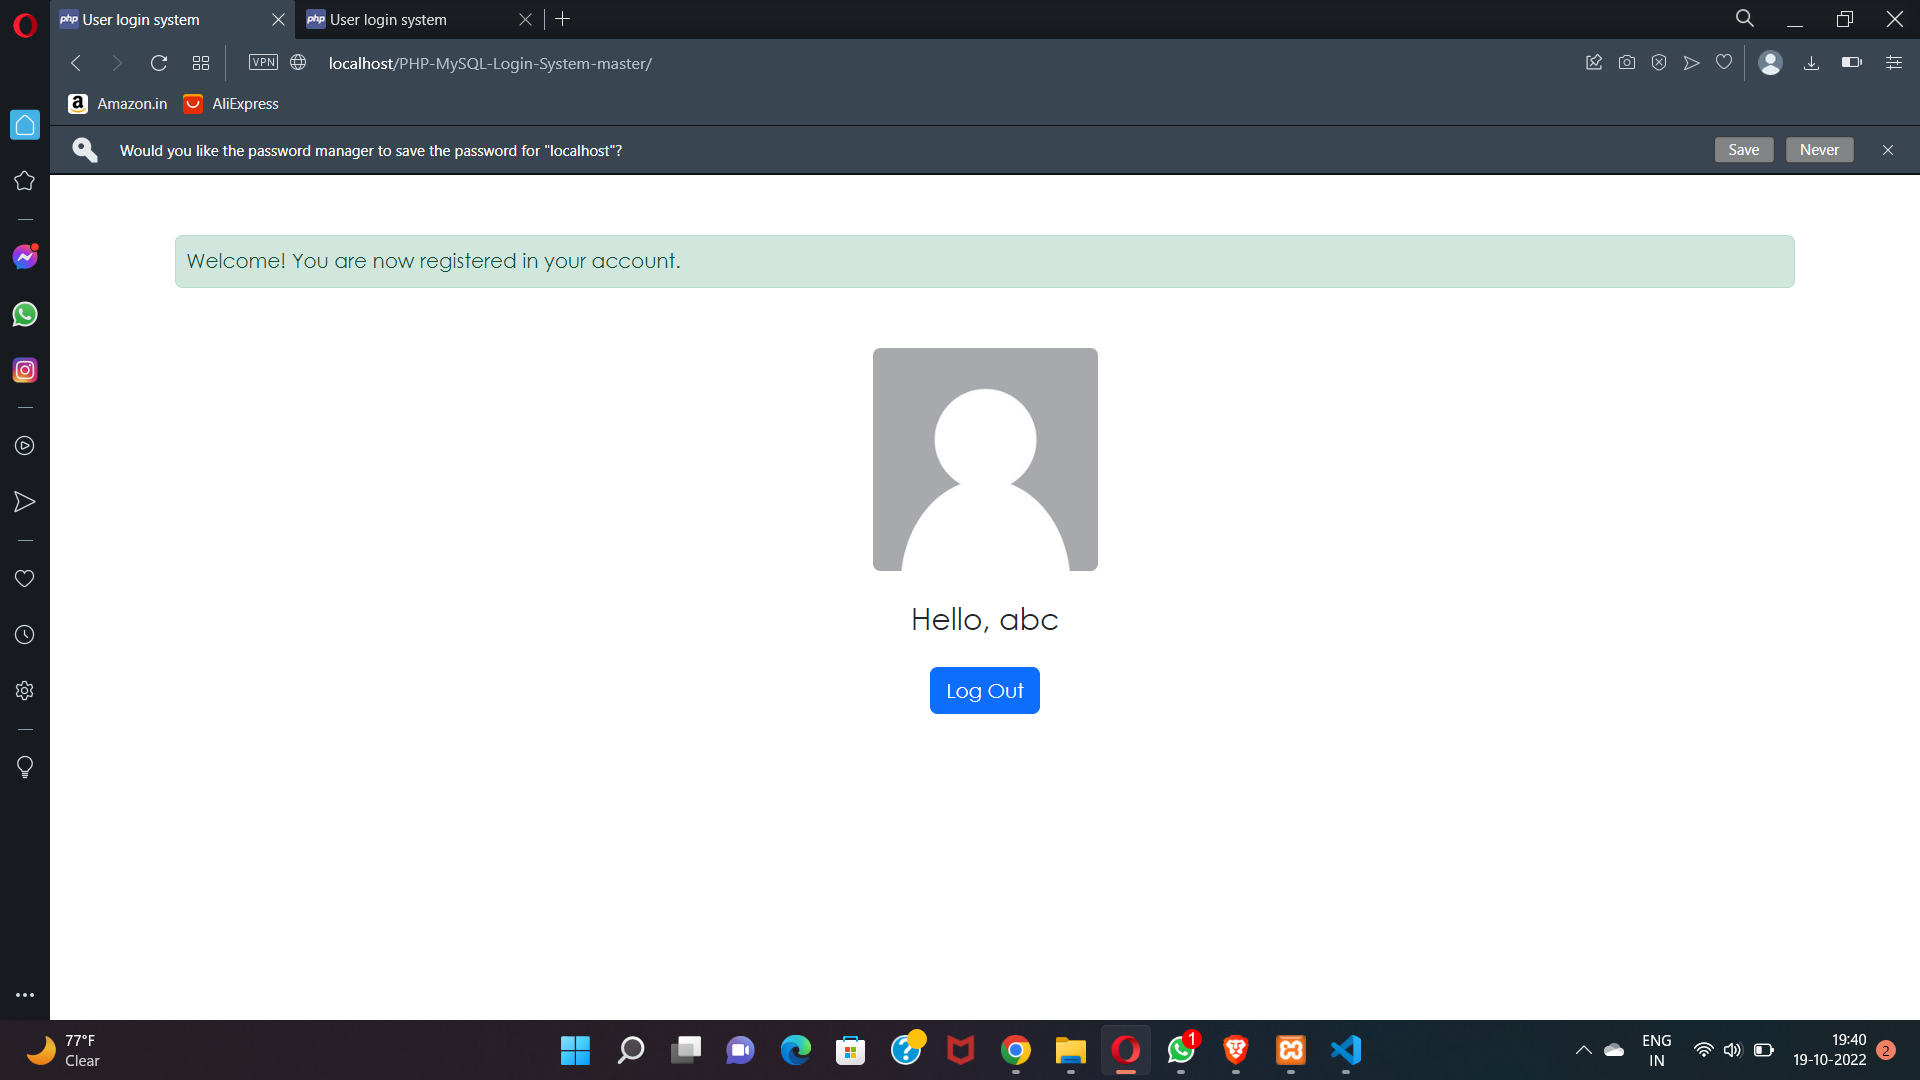 php User login system
php User login system
VPN
localhost/PHP-MySQL-Login-System-master/
a Amazon.in
AliExpress
Would you like the password manager to save the password for "localhost"?
Save
Never
Welcome! You are now registered in your account.
Hello, abc
Log Out
77°F
Clear
1
ENG
IN
19:40
19-10-2022
2